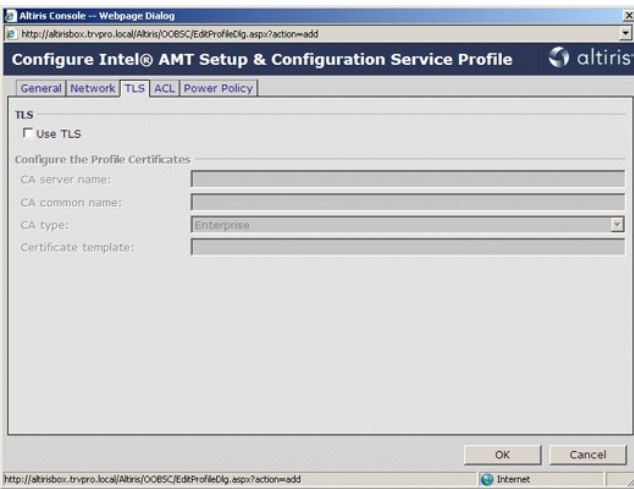 Altiris Console -- Webpage Dialog
http://altirisbox.trvpro.local/Altiris/OOBSC/EditProfileDlg.aspx?action=add
Configure Intel® AMT Setup & Configuration Service Profile
altiris
General Network TLS ACL Power Policy
TLS
Use TLS
Configure the Profile Certificates
CA server name:
CA common name:
CA type: Enterprise
Certificate template:
OK Cancel
http://altirisbox.trvpro.local/Altiris/OOBSC/EditProfileDlg.aspx?action=add Internet